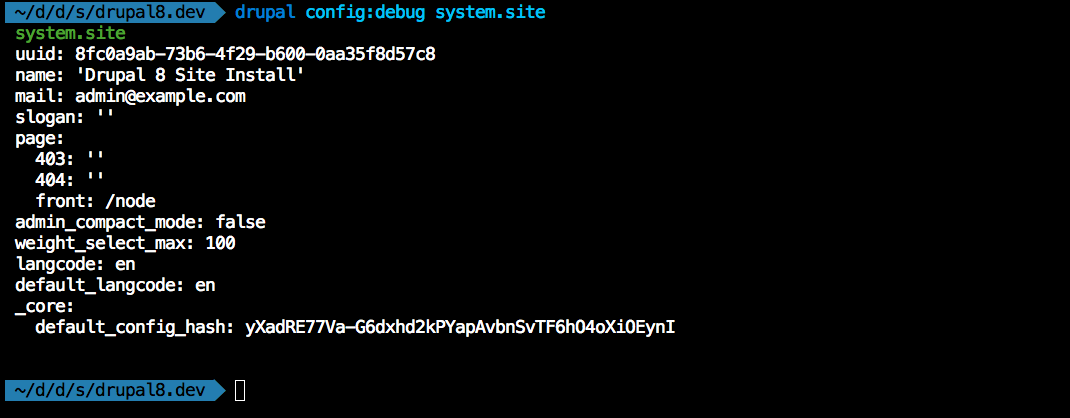 ~/d/d/s/drupal8.dev drupal config:debug system.site
system.site
uuid: 8fc0a9ab-73b6-4f29-b600-0aa35f8d57c8
name: 'Drupal 8 Site Install'
mail: admin@example.com
slogan: ''
page:
  403: ''
  404: ''
  front: /node
admin_compact_mode: false
weight_select_max: 100
langcode: en
default_langcode: en
_core:
  default_config_hash: yXadRE77Va-G6dxhd2kPYapAvbnSvTF6hO4oXiOEynI
~/d/d/s/drupal8.dev